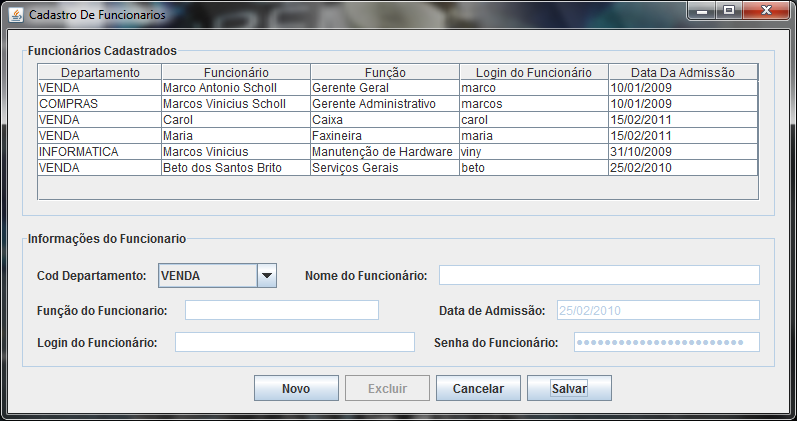 Cadastro De Funcionarios
Funcionários Cadastrados
Departamento Funcionário Função Login do Funcionário Data Da Admissão
VENDA Marco Antonio Scholl Gerente Geral marco 10/01/2009
COMPRAS Marcos Vinicius Scholl Gerente Administrativo marcos 10/01/2009
VENDA Carol Caixa carol 15/02/2011
VENDA Maria Faxineira maria 15/02/2011
INFORMATICA Marcos Vinicius Manutenção de Hardware viny 31/10/2009
VENDA Beto dos Santos Brito Serviços Gerais beto 25/02/2010
Informações do Funcionario
Cod Departamento: VENDA Nome do Funcionário:
Função do Funcionario: Data de Admissão: 25/02/2010
Login do Funcionário: Senha do Funcionário:
Novo Excluir Cancelar Salvar